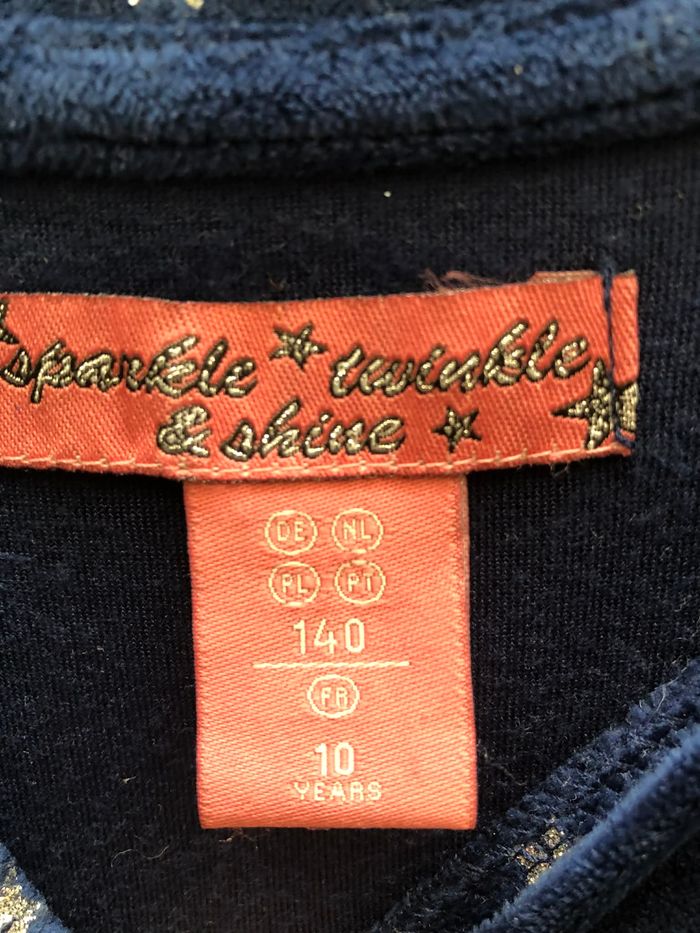 sparkle twinkle
& shine
DE NL
PL PT
140
FR
10
YEARS